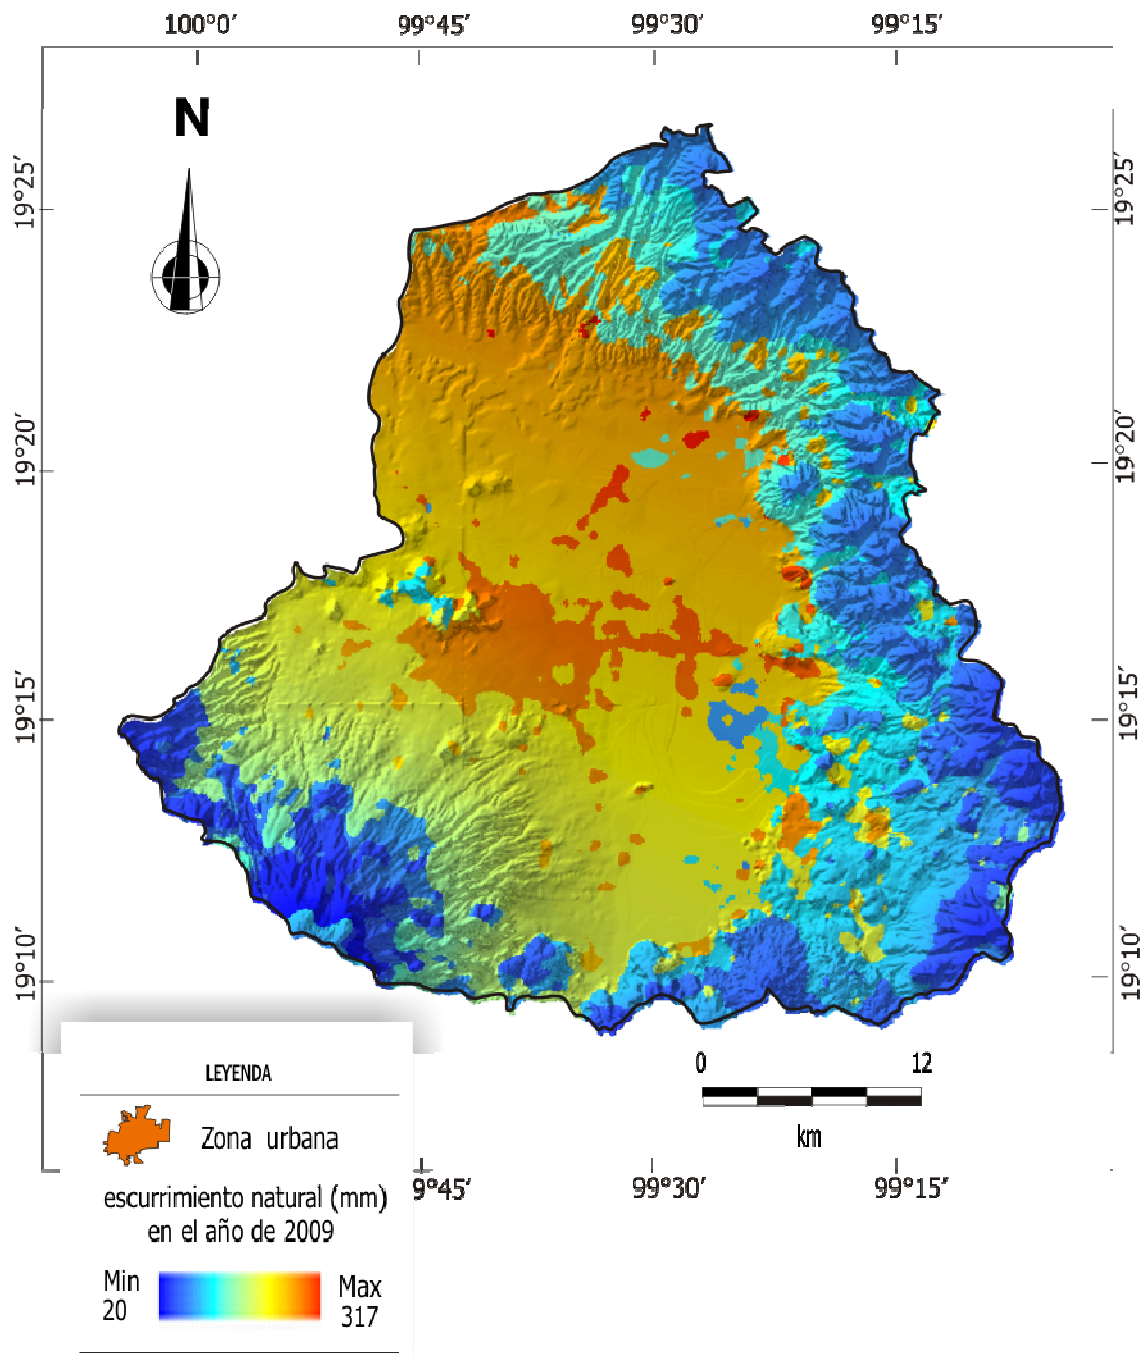 100°0′ 99°45′ 99°30′ 99°15′
N
19°25′ 19°25′
19°20′ 19°20′
19°15′ 19°15′
19°10′ 19°10′
0 12
km
9°45′ 99°30′ 99°15′
LEYENDA
Zona urbana
escurrimiento natural (mm)
en el año de 2009
Min Max
20 317